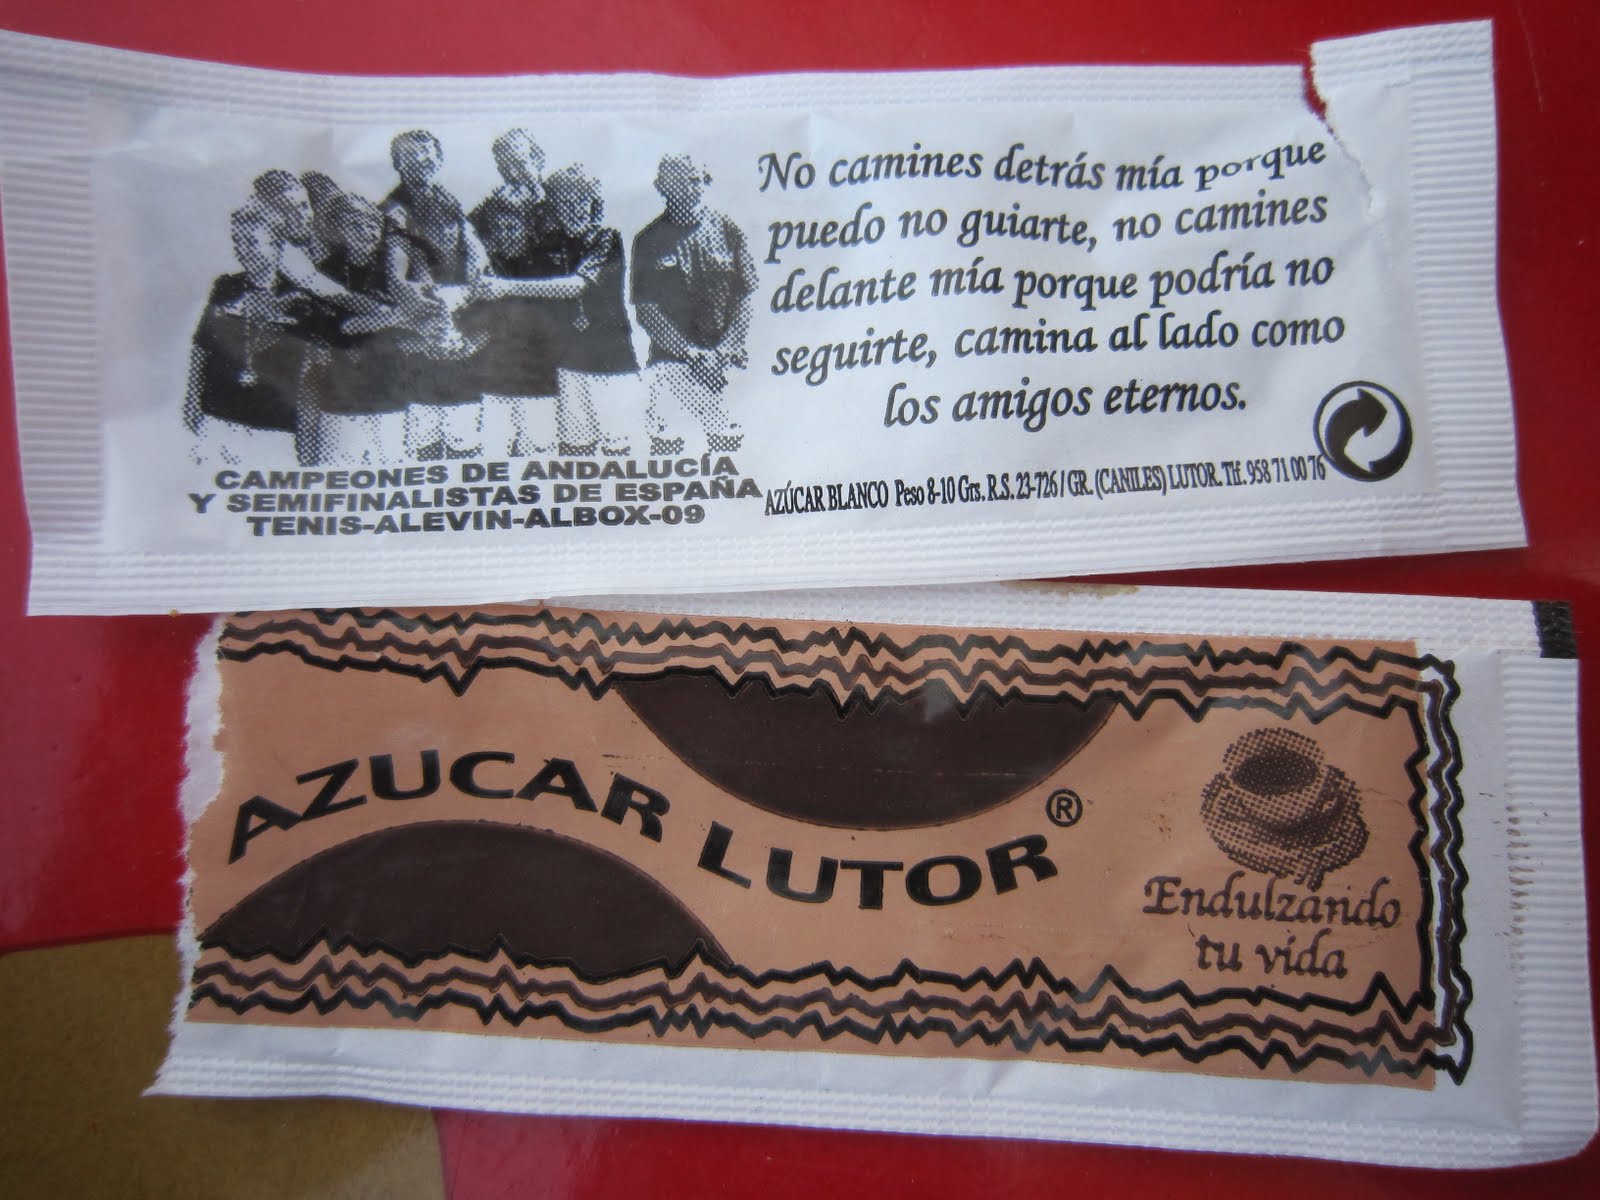 No camines detrás mía porque
puedo no guiarte, no camines
delante mía porque podría no
seguirte, camina al lado como
los amigos eternos.
CAMPEONES DE ANDALUCÍA
Y SEMIFINALISTAS DE ESPAÑA
TENIS-ALEVIN-ALBOX-09
AZÚCAR BLANCO Peso 8-10 Grs. R.S. 23-726 / GR. (CANILES) LUTOR. Tlf. 958 71 00 76
AZUCAR LUTOR®
Endulzando
tu vida